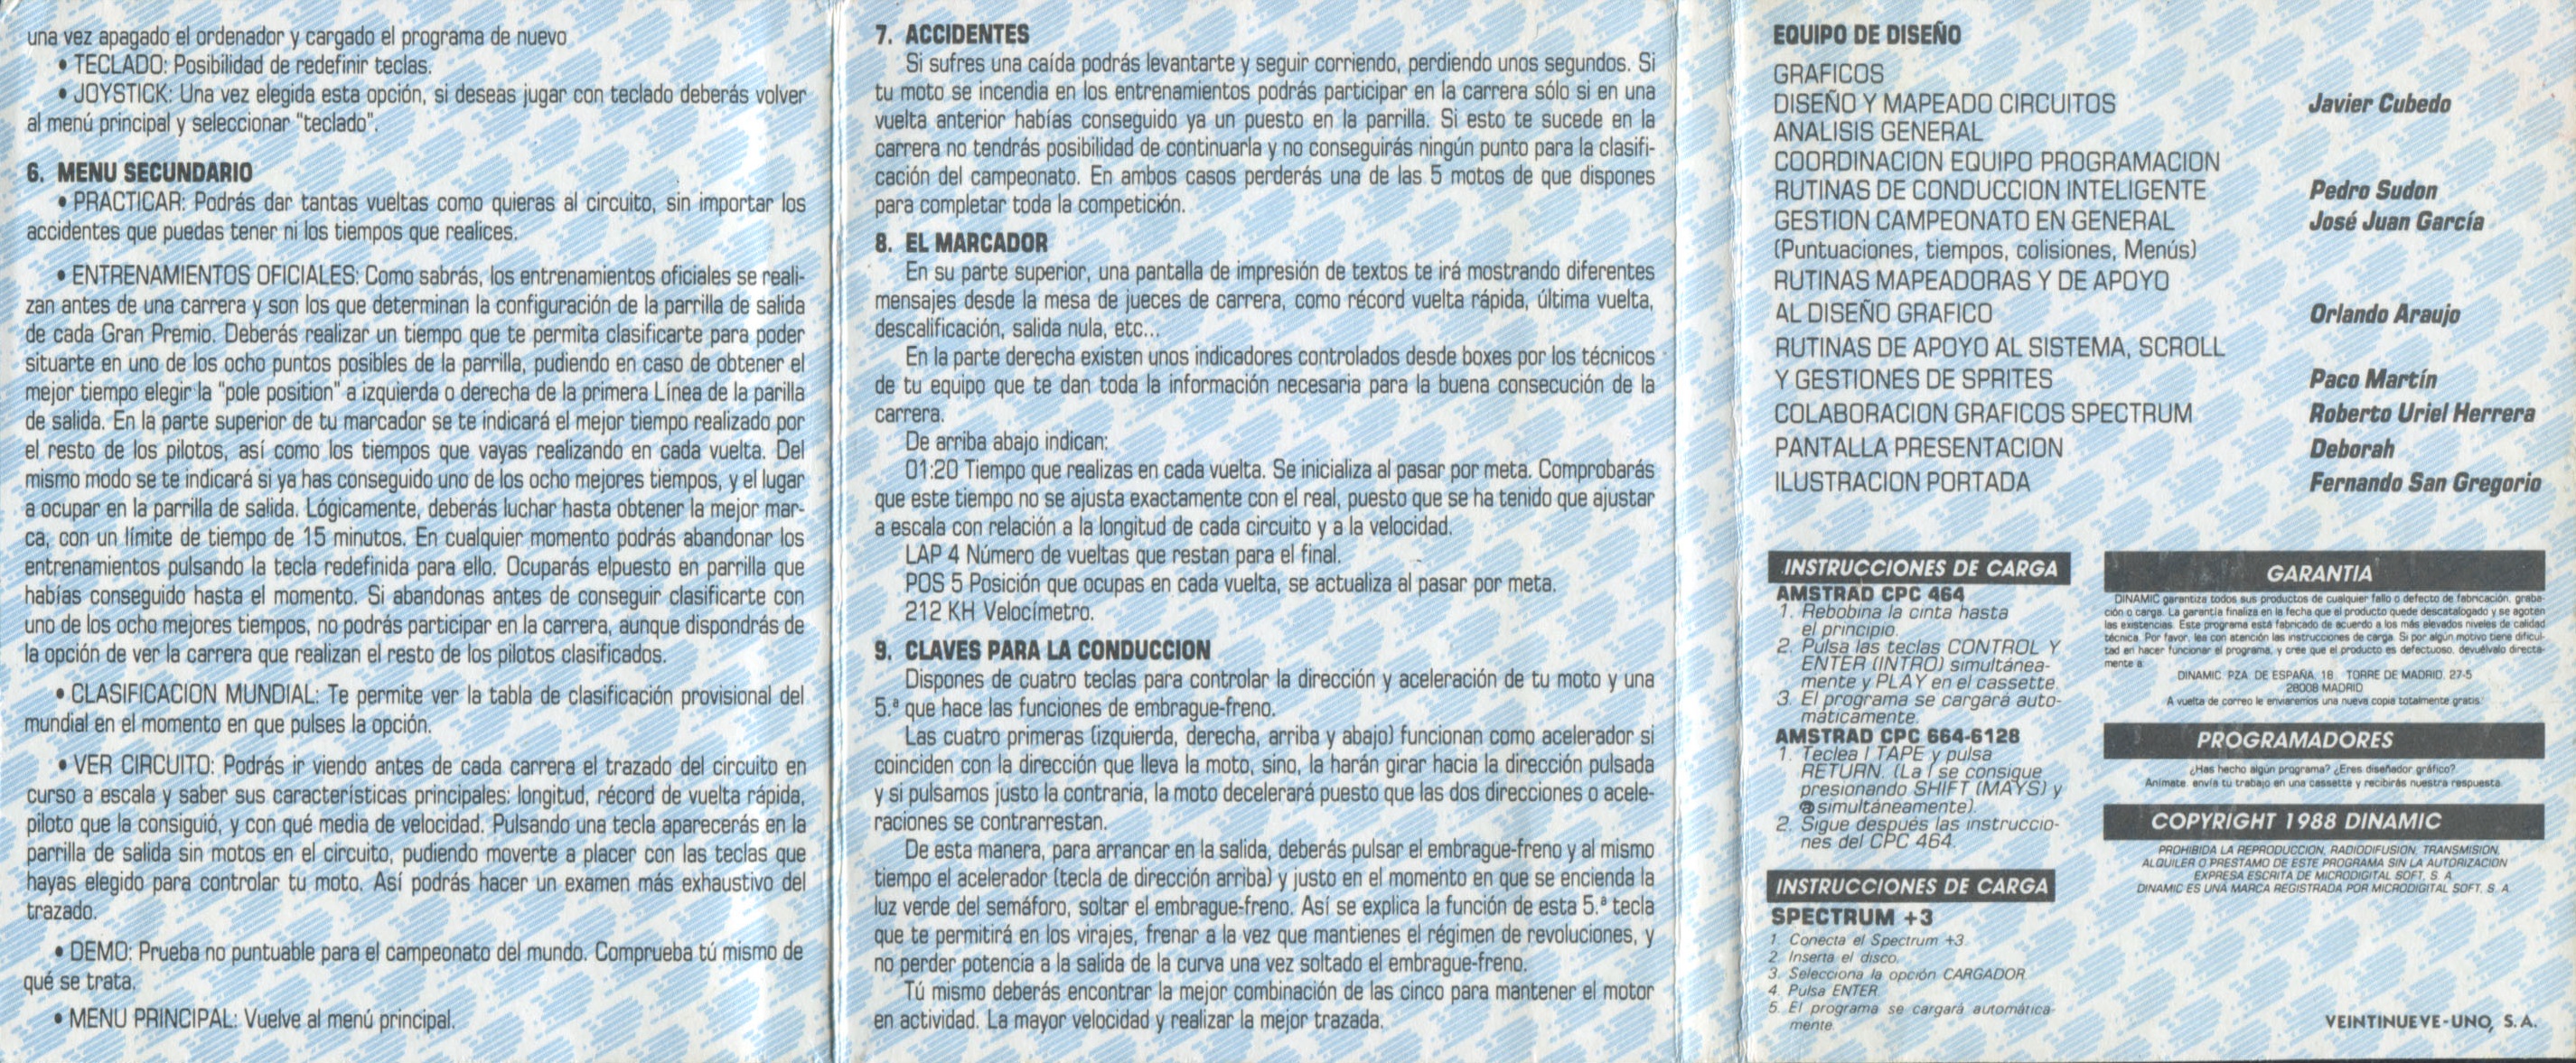 una vez apagado el ordenador y cargado el programa de nuevo
• TECLADO: Posibilidad de redefinir teclas.
• JOYSTICK: Una vez elegida esta opción, si deseas jugar con teclado deberás volver
al menú principal y seleccionar "teclado".
6. MENU SECUNDARIO
• PRACTICAR: Podrás dar tantas vueltas como quieras al circuito, sin importar los
accidentes que puedas tener ni los tiempos que realices.
• ENTRENAMIENTOS OFICIALES: Como sabrás, los entrenamientos oficiales se reali-
zan antes de una carrera y son los que determinan la configuración de la parrilla de salida
de cada Gran Premio. Deberás realizar un tiempo que te permita clasificarte para poder
situarte en uno de los ocho puntos posibles de la parrilla, pudiendo en caso de obtener el
mejor tiempo elegir la "pole position" a izquierda o derecha de la primera Línea de la parilla
de salida. En la parte superior de tu marcador se te indicará el mejor tiempo realizado por
el resto de los pilotos, así como los tiempos que vayas realizando en cada vuelta. Del
mismo modo se te indicará si ya has conseguido uno de los ocho mejores tiempos, y el lugar
a ocupar en la parrilla de salida. Lógicamente, deberás luchar hasta obtener la mejor mar-
ca, con un límite de tiempo de 15 minutos. En cualquier momento podrás abandonar los
entrenamientos pulsando la tecla redefinida para ello. Ocuparás elpuesto en parrilla que
habías conseguido hasta el momento. Si abandonas antes de conseguir clasificarte con
uno de los ocho mejores tiempos, no podrás participar en la carrera, aunque dispondrás de
la opción de ver la carrera que realizan el resto de los pilotos clasificados.
• CLASIFICACION MUNDIAL: Te permite ver la tabla de clasificación provisional del
mundial en el momento en que pulses la opción.
• VER CIRCUITO: Podrás ir viendo antes de cada carrera el trazado del circuito en
curso a escala y saber sus características principales: longitud, récord de vuelta rápida,
piloto que la consiguió, y con qué media de velocidad. Pulsando una tecla aparecerás en la
parrilla de salida sin motos en el circuito, pudiendo moverte a placer con las teclas que
hayas elegido para controlar tu moto. Así podrás hacer un examen más exhaustivo del
trazado.
• DEMO: Prueba no puntuable para el campeonato del mundo. Comprueba tú mismo de
qué se trata.
• MENU PRINCIPAL: Vuelve al menú principal.
7. ACCIDENTES
Si sufres una caída podrás levantarte y seguir corriendo, perdiendo unos segundos. Si
tu moto se incendia en los entrenamientos podrás participar en la carrera sólo si en una
vuelta anterior habías conseguido ya un puesto en la parrilla. Si esto te sucede en la
carrera no tendrás posibilidad de continuarla y no conseguirás ningún punto para la clasifi-
cación del campeonato. En ambos casos perderás una de las 5 motos de que dispones
para completar toda la competición.
8. EL MARCADOR
En su parte superior, una pantalla de impresión de textos te irá mostrando diferentes
mensajes desde la mesa de jueces de carrera, como récord vuelta rápida, última vuelta,
descalificación, salida nula, etc...
En la parte derecha existen unos indicadores controlados desde boxes por los técnicos
de tu equipo que te dan toda la información necesaria para la buena consecución de la
carrera.
De arriba abajo indican:
01:20 Tiempo que realizas en cada vuelta. Se inicializa al pasar por meta. Comprobarás
que este tiempo no se ajusta exactamente con el real, puesto que se ha tenido que ajustar
a escala con relación a la longitud de cada circuito y a la velocidad.
LAP 4 Número de vueltas que restan para el final.
POS 5 Posición que ocupas en cada vuelta, se actualiza al pasar por meta.
212 KH Velocímetro.
9. CLAVES PARA LA CONDUCCION
Dispones de cuatro teclas para controlar la dirección y aceleración de tu moto y una
5.ª que hace las funciones de embrague-freno.
Las cuatro primeras (izquierda, derecha, arriba y abajo) funcionan como acelerador si
coinciden con la dirección que lleva la moto, sino, la harán girar hacia la dirección pulsada
y si pulsamos justo la contraria, la moto decelerará puesto que las dos direcciones o acele-
raciones se contrarrestan.
De esta manera, para arrancar en la salida, deberás pulsar el embrague-freno y al mismo
tiempo el acelerador (tecla de dirección arriba) y justo en el momento en que se encienda la
luz verde del semáforo, soltar el embrague-freno. Así se explica la función de esta 5.ª tecla
que te permitirá en los virajes, frenar a la vez que mantienes el régimen de revoluciones, y
no perder potencia a la salida de la curva una vez soltado el embrague-freno.
Tú mismo deberás encontrar la mejor combinación de las cinco para mantener el motor
en actividad. La mayor velocidad y realizar la mejor trazada.
EQUIPO DE DISEÑO
GRAFICOS
DISEÑO Y MAPEADO CIRCUITOS Javier Cubedo
ANALISIS GENERAL
COORDINACION EQUIPO PROGRAMACION
RUTINAS DE CONDUCCION INTELIGENTE Pedro Sudon
GESTION CAMPEONATO EN GENERAL José Juan García
(Puntuaciones, tiempos, colisiones, Menús)
RUTINAS MAPEADORAS Y DE APOYO
AL DISEÑO GRAFICO Orlando Araujo
RUTINAS DE APOYO AL SISTEMA, SCROLL
Y GESTIONES DE SPRITES Paco Martín
COLABORACION GRAFICOS SPECTRUM Roberto Uriel Herrera
PANTALLA PRESENTACION Deborah
ILUSTRACION PORTADA Fernando San Gregorio
INSTRUCCIONES DE CARGA
AMSTRAD CPC 464
1. Rebobina la cinta hasta
el principio.
2. Pulsa las teclas CONTROL Y
ENTER (INTRO) simultánea-
mente y PLAY en el cassette.
3. El programa se cargará auto-
máticamente.
AMSTRAD CPC 664-6128
1. Teclea | TAPE y pulsa
RETURN. (La | se consique
presionando SHIFT (MAYS) y
@ simultáneamente).
2. Sigue después las instruccio-
nes del CPC 464.
INSTRUCCIONES DE CARGA
SPECTRUM +3
1. Conecta el Spectrum +3.
2. Inserta el disco.
3. Selecciona la opción CARGADOR.
4. Pulsa ENTER.
5. El programa se cargará automática-
mente.
GARANTIA
DINAMIC garantiza todos sus productos de cualquier fallo o defecto de fabricación, graba-
ción o carga. La garantía finaliza en la fecha que el producto quede descatalogado y se agoten
las existencias. Este programa está fabricado de acuerdo a los más elevados niveles de calidad
técnica. Por favor, lea con atención las instrucciones de carga. Si por algún motivo tiene dificul-
tad en hacer funcionar el programa, y cree que el producto es defectuoso, devuélvalo directa-
mente a:
DINAMIC. PZA. DE ESPAÑA, 18. TORRE DE MADRID, 27-5
28008 MADRID
A vuelta de correo le enviaremos una nueva copia totalmente gratis.
PROGRAMADORES
¿Has hecho algún programa? ¿Eres diseñador gráfico?
Anímate, envía tu trabajo en una cassette y recibirás nuestra respuesta.
COPYRIGHT 1988 DINAMIC
PROHIBIDA LA REPRODUCCION, RADIODIFUSION, TRANSMISION,
ALQUILER O PRESTAMO DE ESTE PROGRAMA SIN LA AUTORIZACION
EXPRESA ESCRITA DE MICRODIGITAL SOFT, S. A.
DINAMIC ES UNA MARCA REGISTRADA POR MICRODIGITAL SOFT, S. A.
VEINTINUEVE-UNO, S. A.